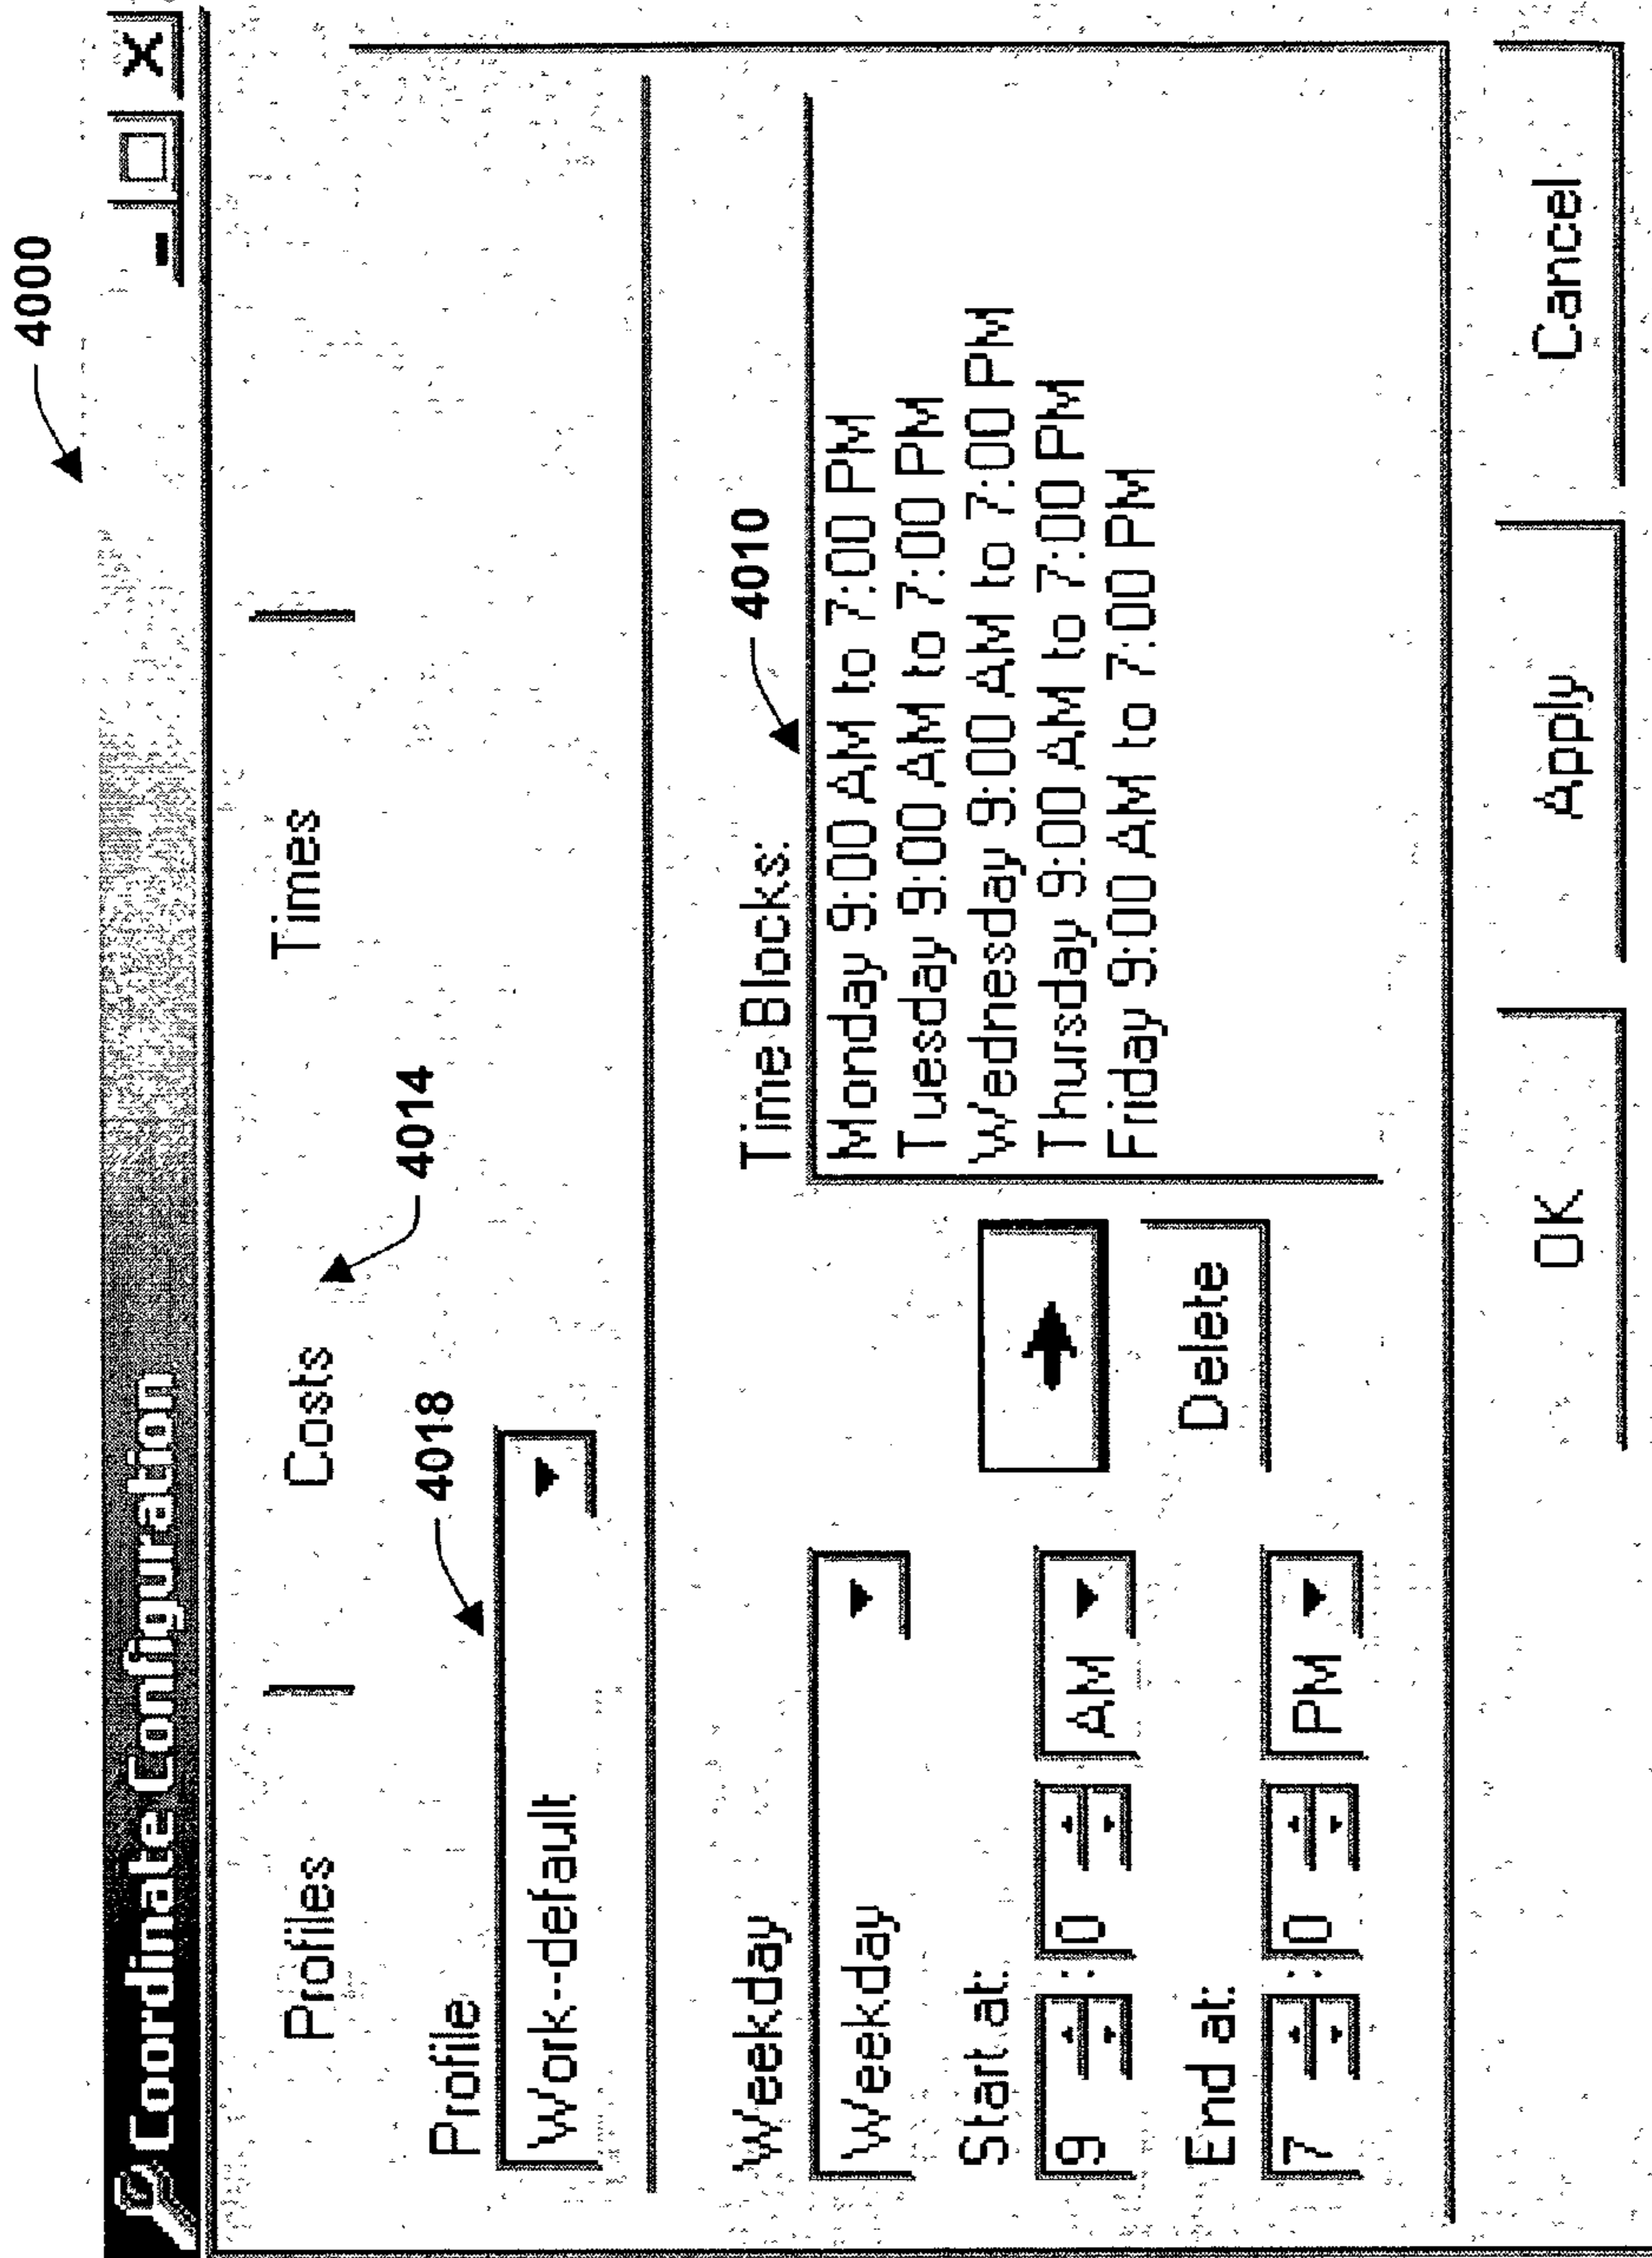 4000
Coordinate Configuration
Profiles
Costs
Times
4014
Profile
4018
Work--default
Weekday
Weekday
Start at:
9 : 0 AM
End at:
7 : 0 PM
Delete
Time Blocks:
4010
Monday 9:00 AM to 7:00 PM
Tuesday 9:00 AM to 7:00 PM
Wednesday 9:00 AM to 7:00 PM
Thursday 9:00 AM to 7:00 PM
Friday 9:00 AM to 7:00 PM
OK
Apply
Cancel